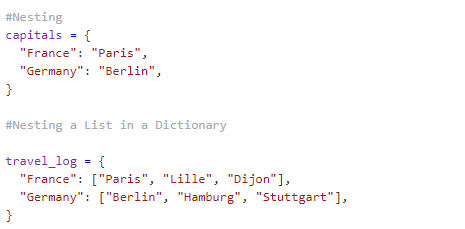 #Nesting
capitals = {
  "France": "Paris",
  "Germany": "Berlin",
}
#Nesting a List in a Dictionary
travel_log = {
  "France": ["Paris", "Lille", "Dijon"],
  "Germany": ["Berlin", "Hamburg", "Stuttgart"],
}